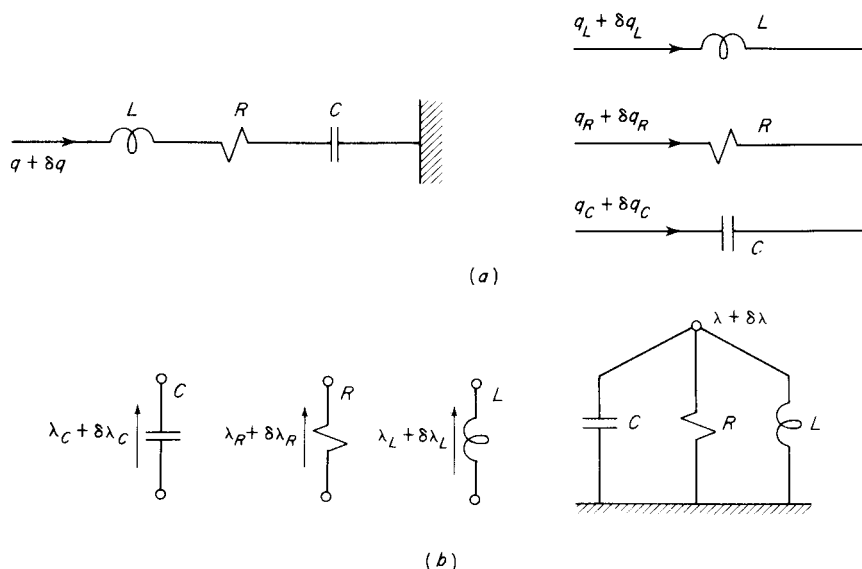 q + δq
L
R
C
q_L + δq_L
L
q_R + δq_R
R
q_C + δq_C
C
(a)
λ_C + δλ_C
C
λ_R + δλ_R
R
λ_L + δλ_L
L
λ + δλ
C
R
L
(b)